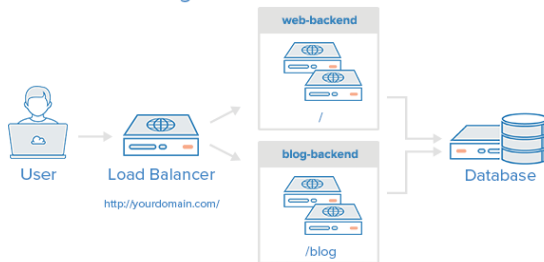 web-backend
/
blog-backend
/blog
User
Load Balancer
http://yourdomain.com/
Database